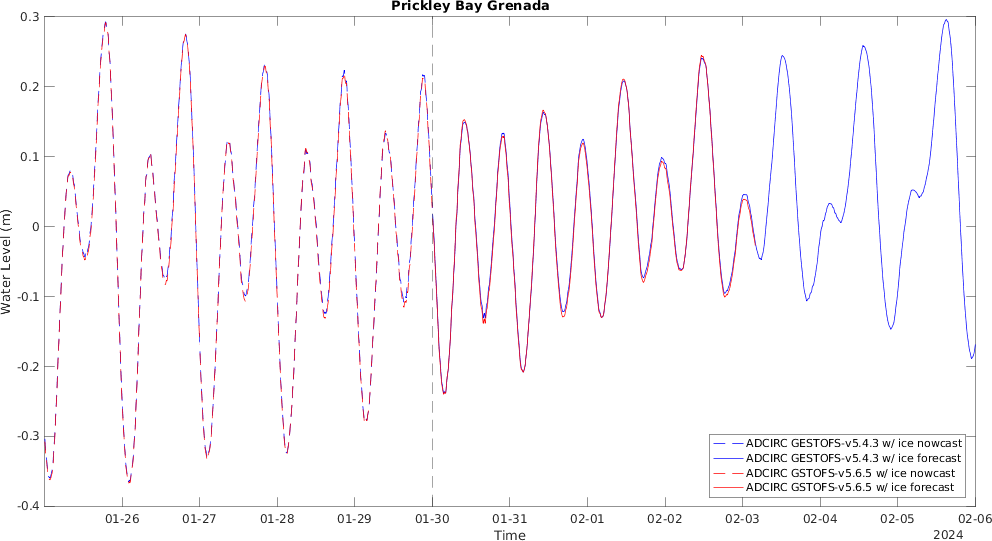 Prickley Bay Grenada
0.3
0.2
0.1
0
-0.1
-0.2
-0.3
-0.4
Water Level (m)
ADCIRC GESTOFS-v5.4.3 w/ ice nowcast
ADCIRC GESTOFS-v5.4.3 w/ ice forecast
ADCIRC GSTOFS-v5.6.5 w/ ice nowcast
ADCIRC GSTOFS-v5.6.5 w/ ice forecast
01-26 01-27 01-28 01-29 01-30 01-31 02-01 02-02 02-03 02-04 02-05 02-06
Time
2024